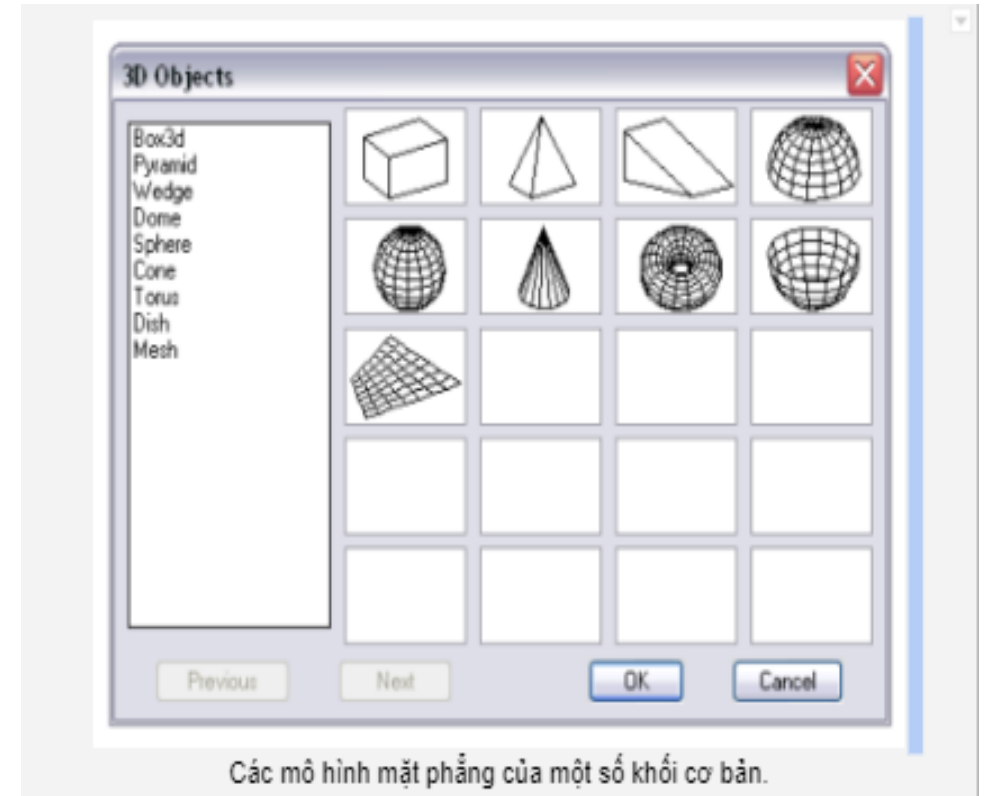 3D Objects
Box3d
Pyramid
Wedge
Dome
Sphere
Cone
Torus
Dish
Mesh
Previous
Next
OK
Cancel
Các mô hình mặt phẳng của một số khối cơ bản.